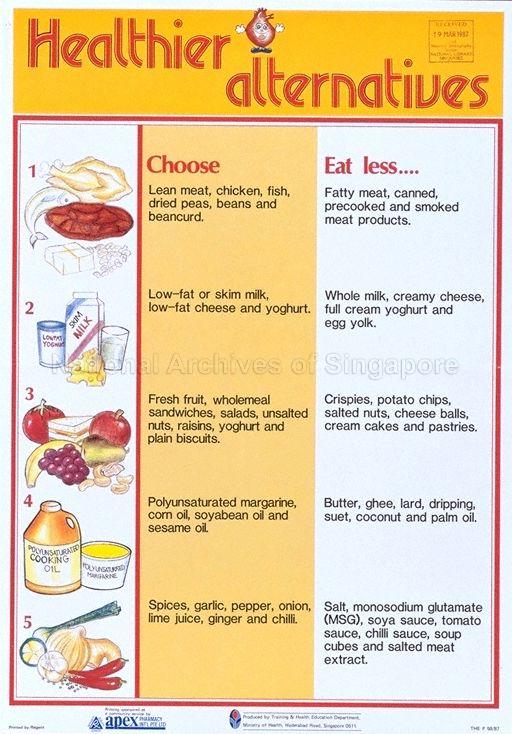 Healthier
alternatives
RECEIVED
19 MAR 1987
NATIONAL LIBRARY
SINGAPORE
Choose
Eat less....
1
Lean meat, chicken, fish,
dried peas, beans and
beancurd.
Fatty meat, canned,
precooked and smoked
meat products.
2
LOWFAT
YOGHURT
SKIM
MILK
Low-fat or skim milk,
low-fat cheese and yoghurt.
Whole milk, creamy cheese,
full cream yoghurt and
egg yolk.
National Archives of Singapore
3
Fresh fruit, wholemeal
sandwiches, salads, unsalted
nuts, raisins, yoghurt and
plain biscuits.
Crispies, potato chips,
salted nuts, cheese balls,
cream cakes and pastries.
4
POLYUNSATURATED
COOKING
OIL
POLYUNSATURATED
MARGARINE
Polyunsaturated margarine,
corn oil, soyabean oil and
sesame oil.
Butter, ghee, lard, dripping,
suet, coconut and palm oil.
5
Spices, garlic, pepper, onion,
lime juice, ginger and chilli.
Salt, monosodium glutamate
(MSG), soya sauce, tomato
sauce, chilli sauce, soup
cubes and salted meat
extract.
Printed by Regent
Printing sponsored as
a community service by
apex PHARMACY
INT'L PTE LTD
Produced by Training & Health Education Department,
Ministry of Health, Hyderabad Road, Singapore 0511.
THE P 98/87